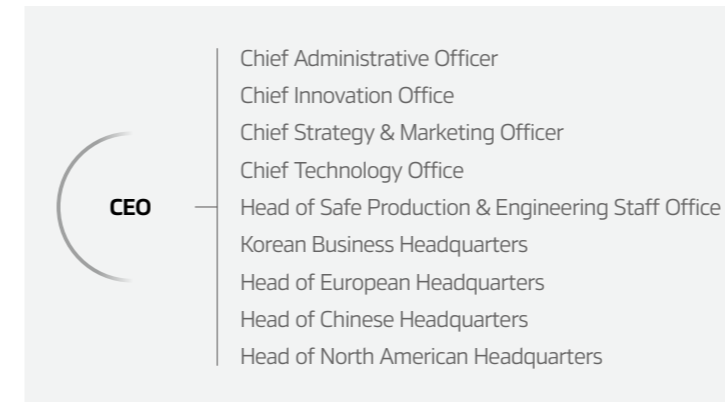 Chief Administrative Officer
Chief Innovation Office
Chief Strategy & Marketing Officer
Chief Technology Office
CEO
Head of Safe Production & Engineering Staff Office
Korean Business Headquarters
Head of European Headquarters
Head of Chinese Headquarters
Head of North American Headquarters